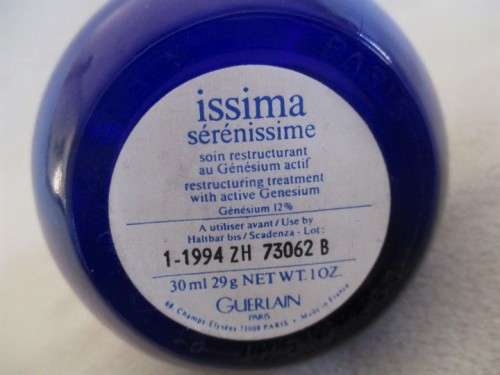 issima
sérénissime
soin restructurant
au Génésium actif
restructuring treatment
with active Genesium
Génésium 12%
A utiliser avant/Use by
Haltbar bis/Scadenza - Lot:
1-1994 ZH 73062 B
30 ml 29 g NET WT. 1 OZ.
GUERLAIN
PARIS
68, Champs-Elysées 75008 PARIS • Made in France